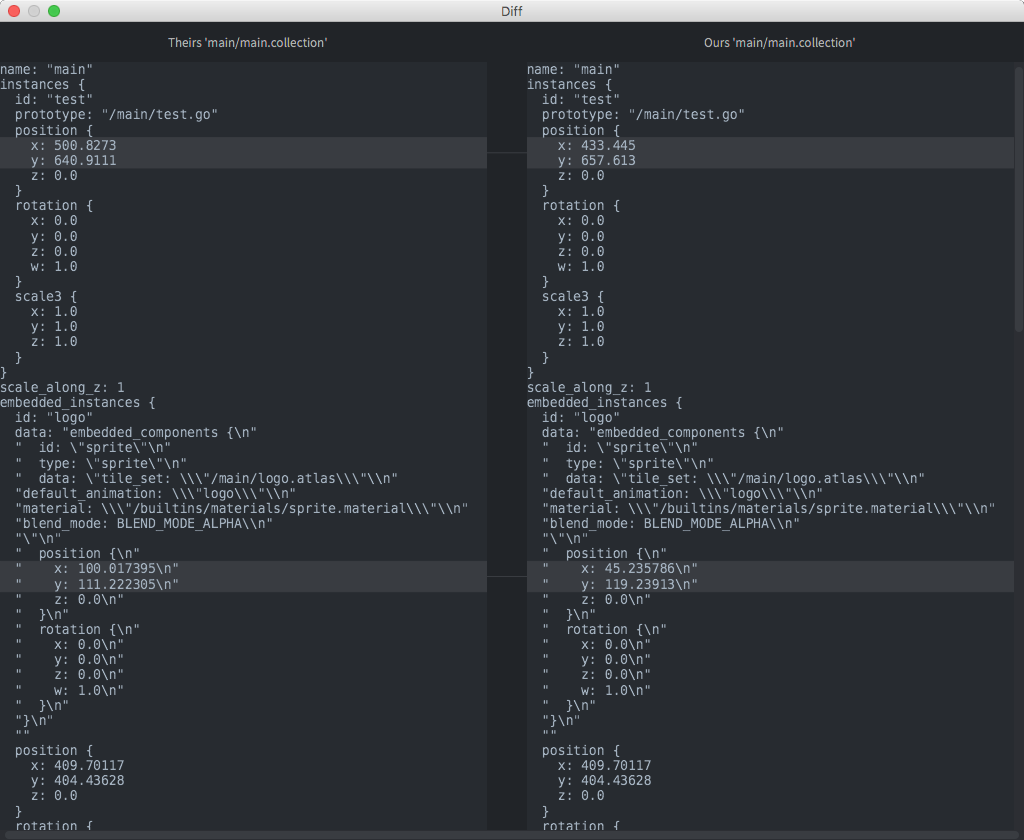 Diff
Theirs 'main/main.collection'
name: "main"
instances {
  id: "test"
  prototype: "/main/test.go"
  position {
    x: 500.8273
    y: 640.9111
    z: 0.0
  }
  rotation {
    x: 0.0
    y: 0.0
    z: 0.0
    w: 1.0
  }
  scale3 {
    x: 1.0
    y: 1.0
    z: 1.0
  }
}
scale_along_z: 1
embedded_instances {
  id: "logo"
  data: "embedded_components {\n"
  "  id: \"sprite\"\n"
  "  type: \"sprite\"\n"
  "  data: \"tile_set: \\\"/main/logo.atlas\\\"\\n"
  "default_animation: \\\"logo\\\"\\n"
  "material: \\\"/builtins/materials/sprite.material\\\"\\n"
  "blend_mode: BLEND_MODE_ALPHA\\n"
  "\"\n"
  "  position {\n"
  "    x: 100.017395\n"
  "    y: 111.222305\n"
  "    z: 0.0\n"
  "  }\n"
  "  rotation {\n"
  "    x: 0.0\n"
  "    y: 0.0\n"
  "    z: 0.0\n"
  "    w: 1.0\n"
  "  }\n"
  "}\n"
  ""
  position {
    x: 409.70117
    y: 404.43628
    z: 0.0
  }
  rotation {
Ours 'main/main.collection'
name: "main"
instances {
  id: "test"
  prototype: "/main/test.go"
  position {
    x: 433.445
    y: 657.613
    z: 0.0
  }
  rotation {
    x: 0.0
    y: 0.0
    z: 0.0
    w: 1.0
  }
  scale3 {
    x: 1.0
    y: 1.0
    z: 1.0
  }
}
scale_along_z: 1
embedded_instances {
  id: "logo"
  data: "embedded_components {\n"
  "  id: \"sprite\"\n"
  "  type: \"sprite\"\n"
  "  data: \"tile_set: \\\"/main/logo.atlas\\\"\\n"
  "default_animation: \\\"logo\\\"\\n"
  "material: \\\"/builtins/materials/sprite.material\\\"\\n"
  "blend_mode: BLEND_MODE_ALPHA\\n"
  "\"\n"
  "  position {\n"
  "    x: 45.235786\n"
  "    y: 119.23913\n"
  "    z: 0.0\n"
  "  }\n"
  "  rotation {\n"
  "    x: 0.0\n"
  "    y: 0.0\n"
  "    z: 0.0\n"
  "    w: 1.0\n"
  "  }\n"
  "}\n"
  ""
  position {
    x: 409.70117
    y: 404.43628
    z: 0.0
  }
  rotation {